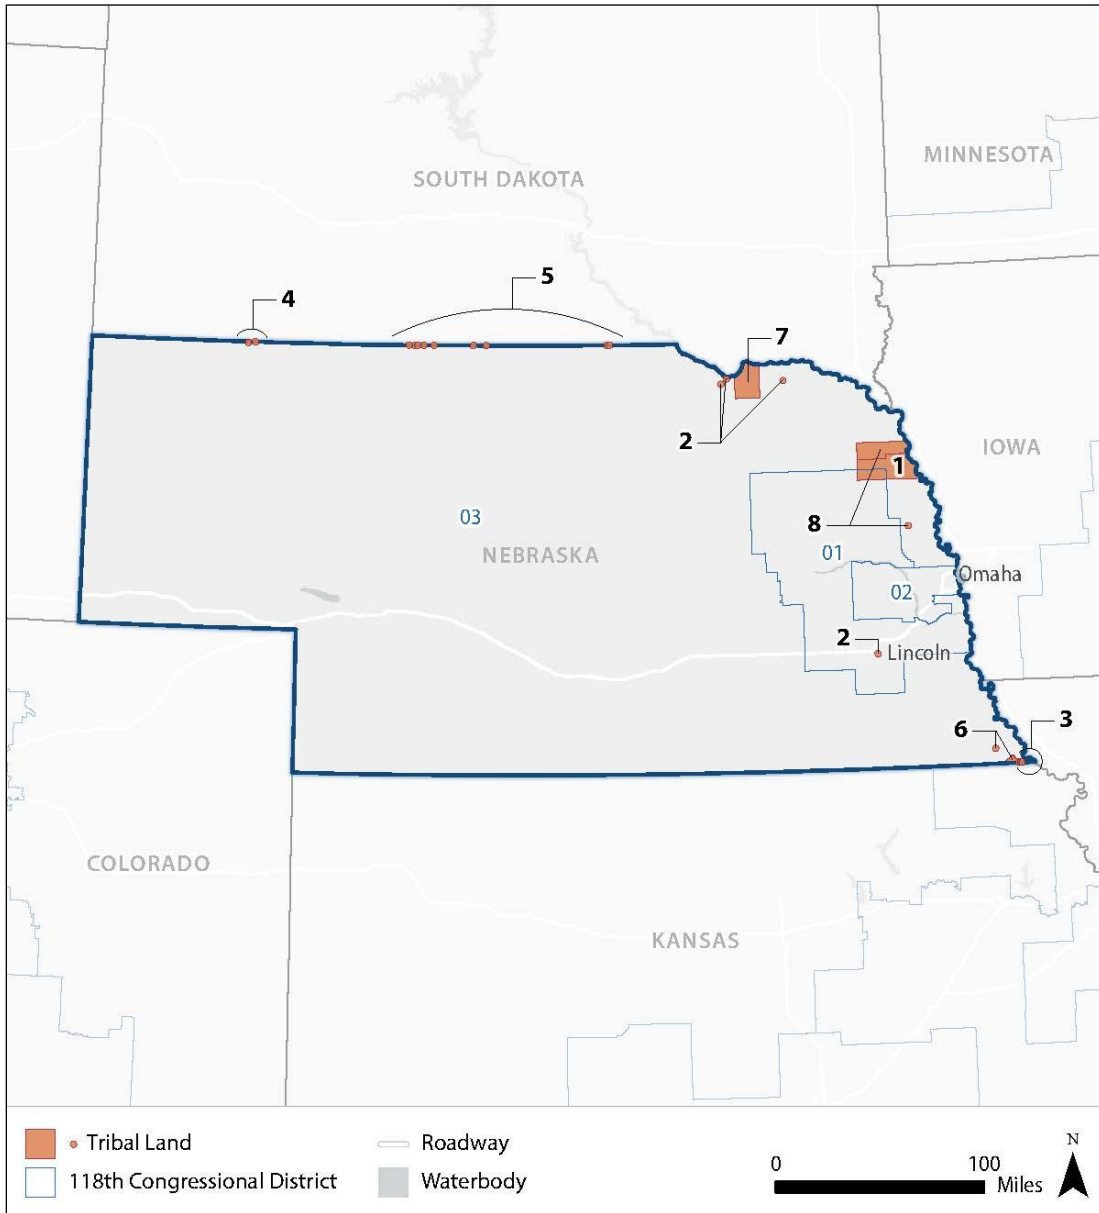 MINNESOTA
SOUTH DAKOTA
4
5
7
2
IOWA
1
8
03
NEBRASKA
01
Omaha
02
2
Lincoln
6
3
COLORADO
KANSAS
Tribal Land
Roadway
118th Congressional District
Waterbody
0
100
Miles
N